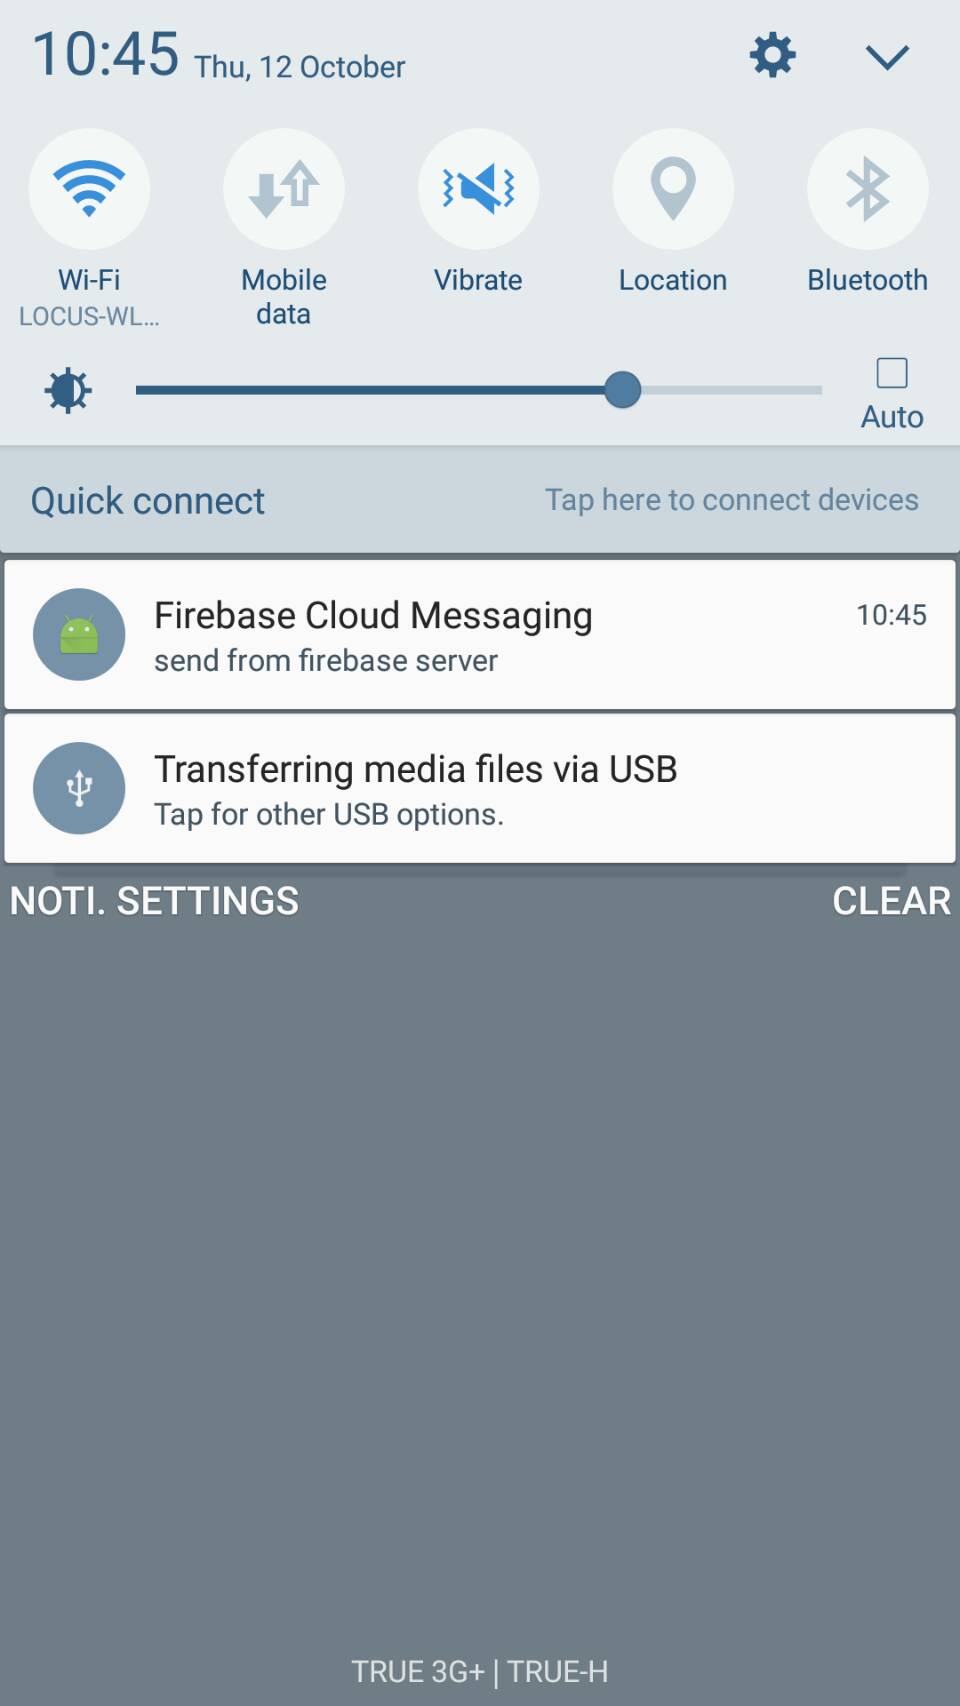 10:45 Thu, 12 October
Wi-Fi
LOCUS-WL...
Mobile
data
Vibrate
Location
Bluetooth
Auto
Quick connect Tap here to connect devices
Firebase Cloud Messaging 10:45
send from firebase server
Transferring media files via USB
Tap for other USB options.
NOTI. SETTINGS CLEAR
TRUE 3G+ | TRUE-H